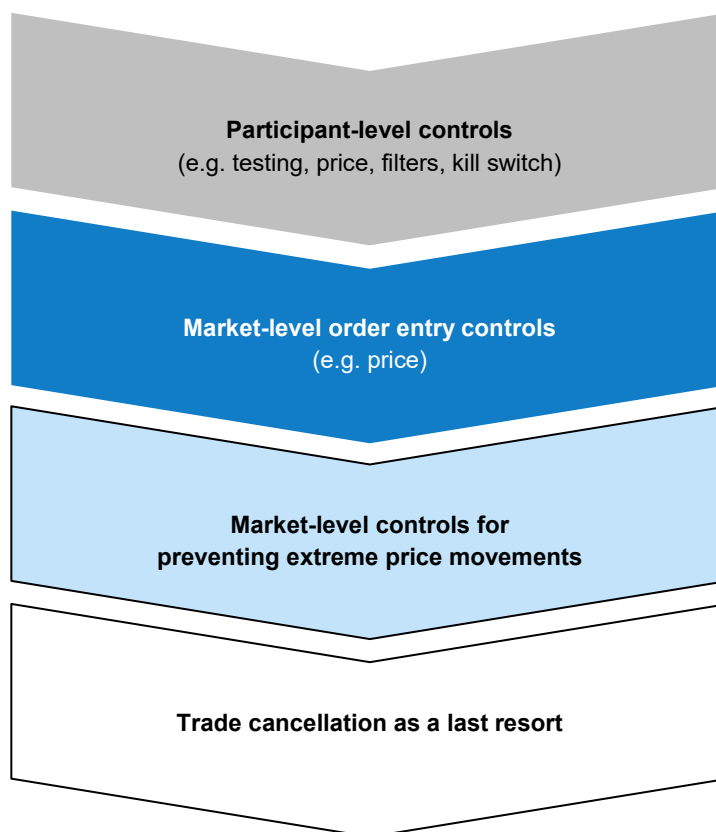 Participant-level controls
(e.g. testing, price, filters, kill switch)
Market-level order entry controls
(e.g. price)
Market-level controls for
preventing extreme price movements
Trade cancellation as a last resort